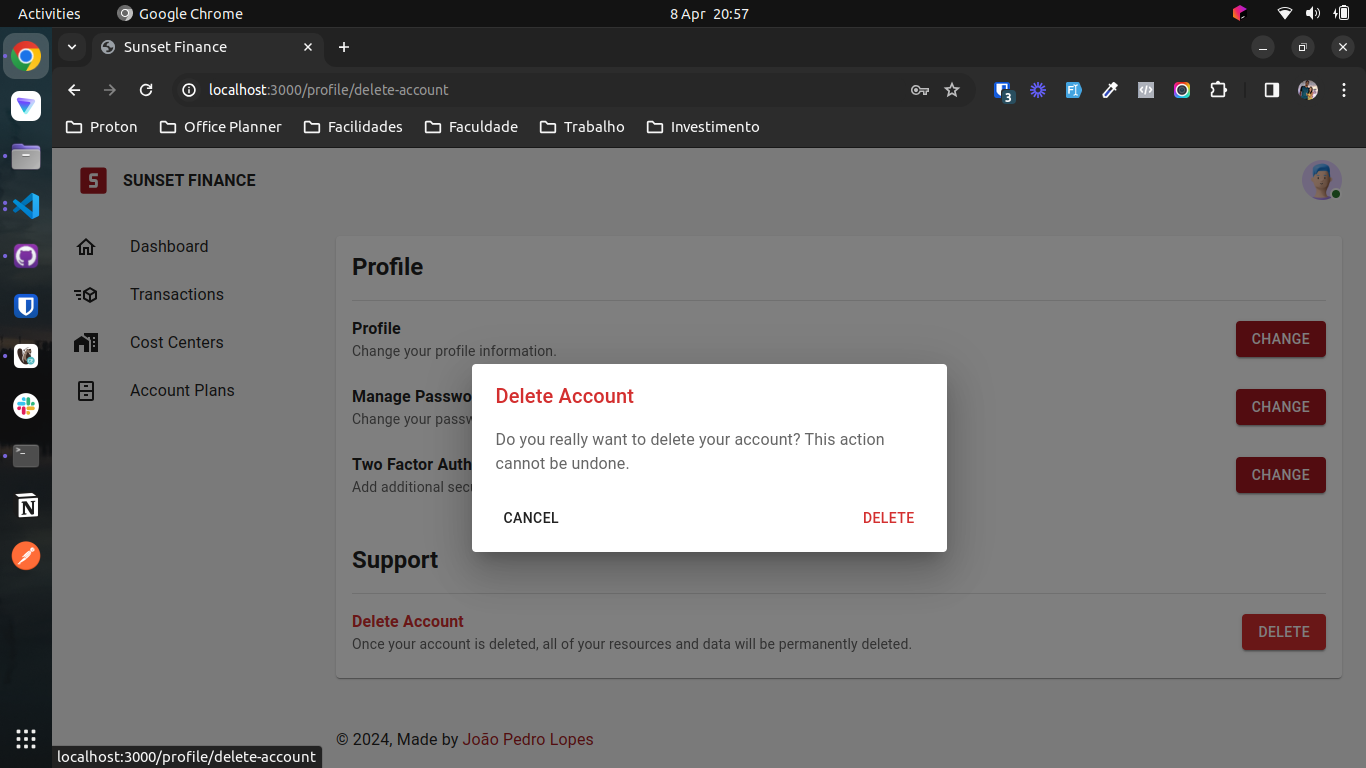 Activities Google Chrome 8 Apr 20:57
Sunset Finance
localhost:3000/profile/delete-account
3
Proton Office Planner Facilidades Faculdade Trabalho Investimento
S SUNSET FINANCE
Dashboard
Transactions
Cost Centers
Account Plans
Profile
Profile
Change your profile information.
CHANGE
Manage Passwo
Change your passw
CHANGE
Two Factor Auth
Add additional secu
CHANGE
Delete Account
Do you really want to delete your account? This action
cannot be undone.
CANCEL DELETE
Support
Delete Account
Once your account is deleted, all of your resources and data will be permanently deleted.
DELETE
© 2024, Made by João Pedro Lopes
localhost:3000/profile/delete-account